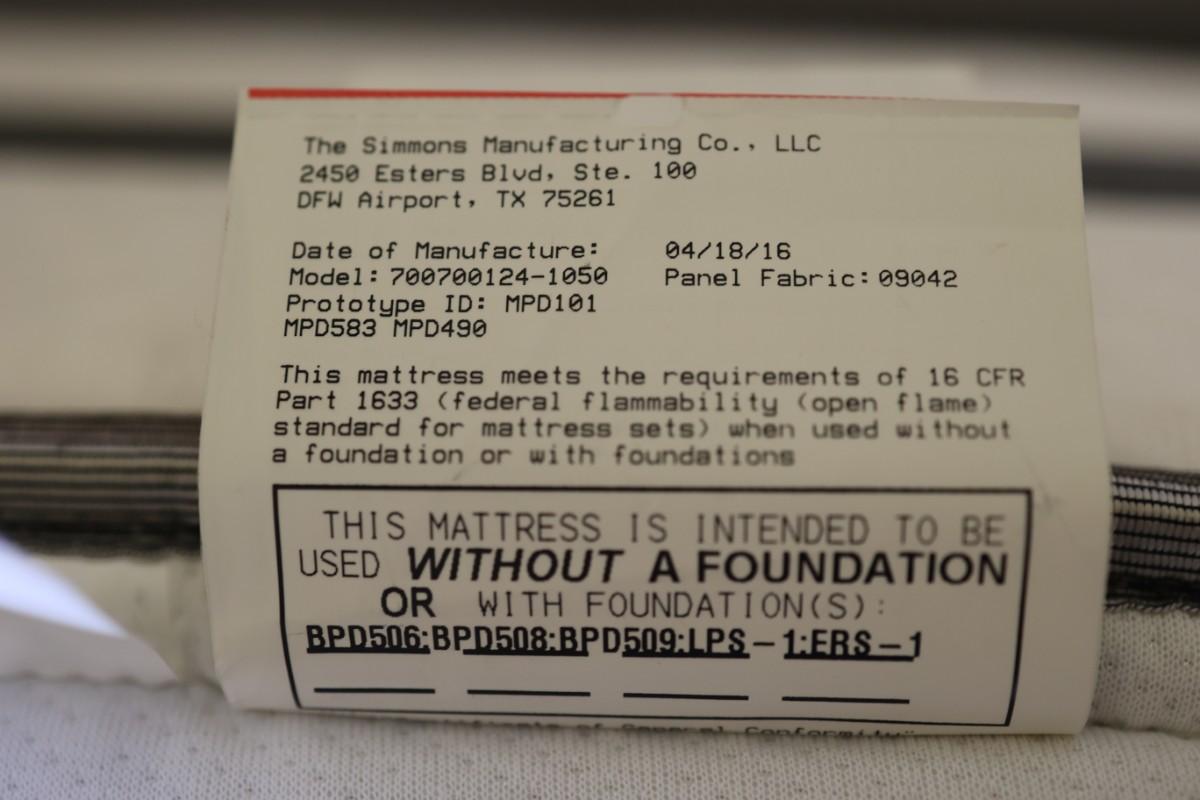 The Simmons Manufacturing Co., LLC
2450 Esters Blvd, Ste. 100
DFW Airport, TX 75261
Date of Manufacture: 04/18/16
Model: 700700124-1050 Panel Fabric: 09042
Prototype ID: MPD101
MPD583 MPD490
This mattress meets the requirements of 16 CFR
Part 1633 (federal flammability (open flame)
standard for mattress sets) when used without
a foundation or with foundations
THIS MATTRESS IS INTENDED TO BE
USED WITHOUT A FOUNDATION
OR WITH FOUNDATION(S):
BPD506;BPD508;BPD509;LPS-1;ERS-1
of General Conformity"